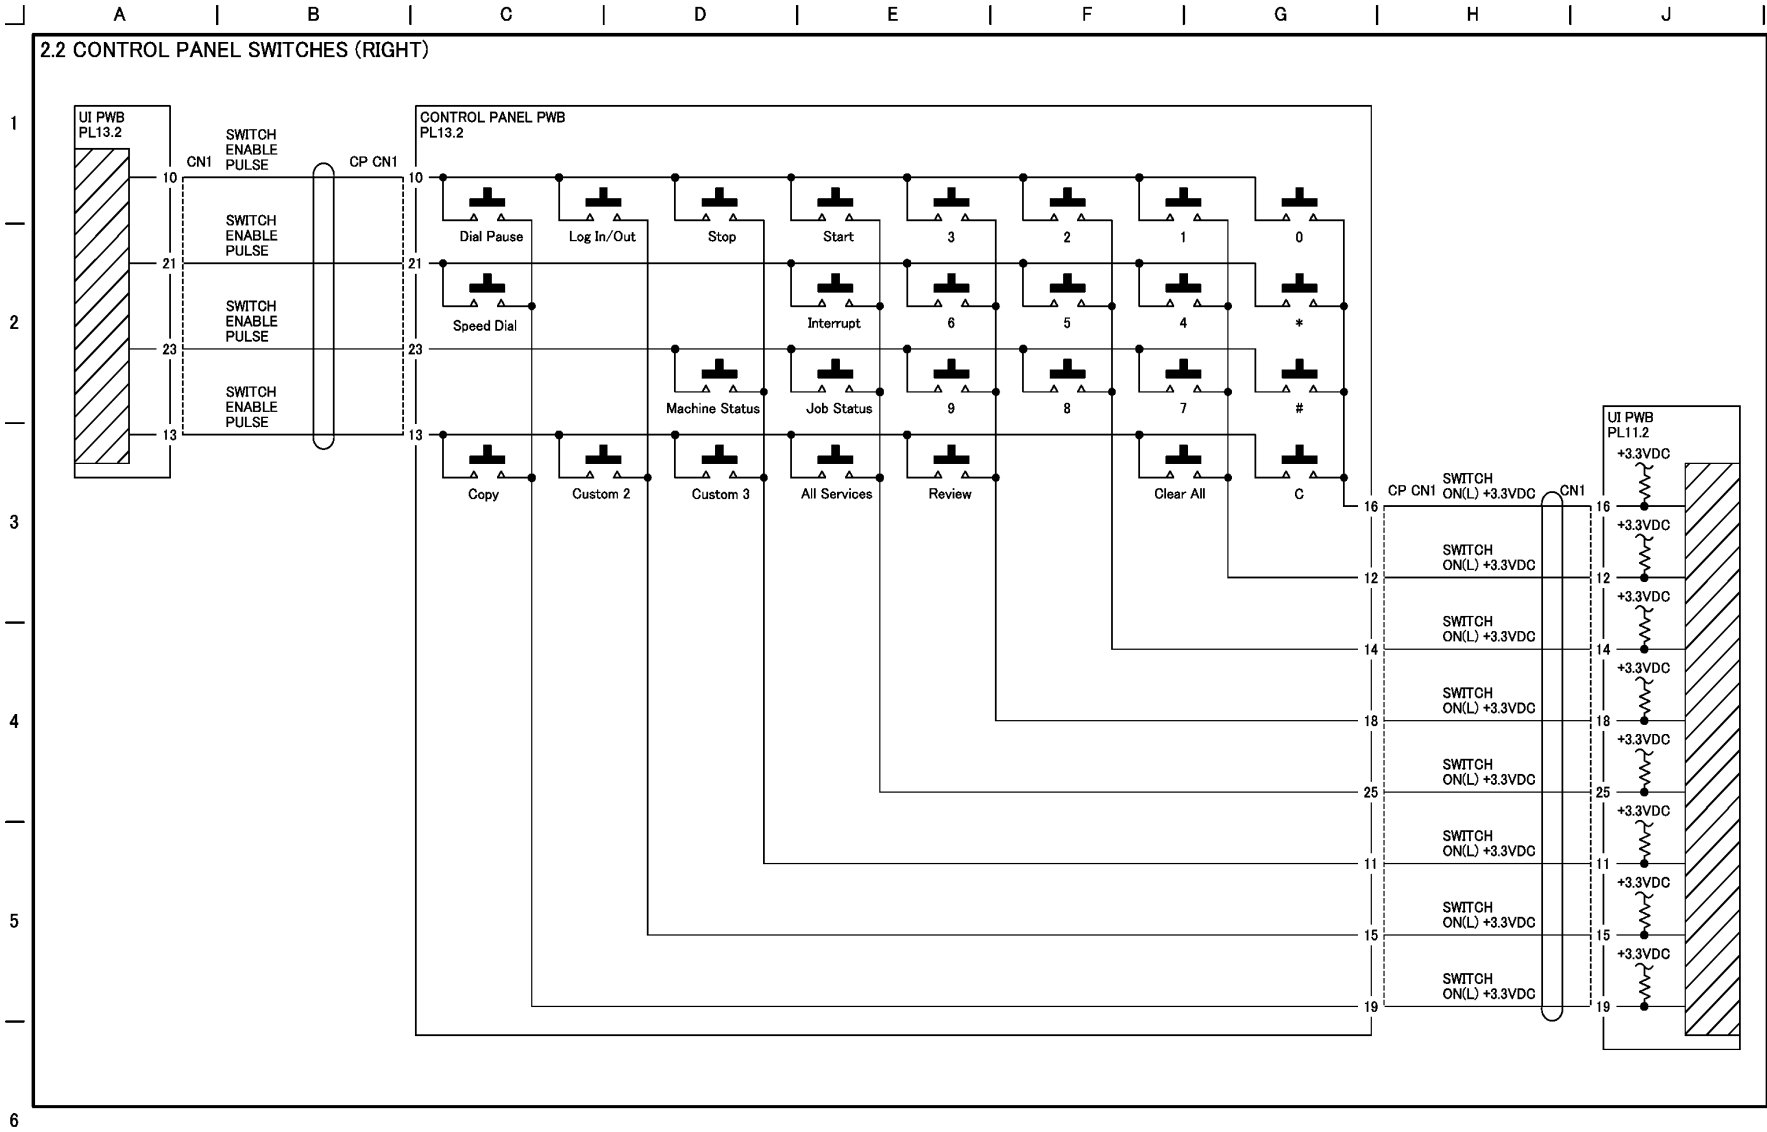 A B C D E F G H J
2.2 CONTROL PANEL SWITCHES (RIGHT)
1
2
3
4
5
6
UI PWB
PL13.2
CN1
SWITCH
ENABLE
PULSE
CP CN1
10
10
SWITCH
ENABLE
PULSE
21
21
SWITCH
ENABLE
PULSE
23
23
SWITCH
ENABLE
PULSE
13
13
CONTROL PANEL PWB
PL13.2
Dial Pause Log In/Out Stop Start 3 2 1 0
Speed Dial Interrupt 6 5 4 *
Machine Status Job Status 9 8 7 #
Copy Custom 2 Custom 3 All Services Review Clear All C
UI PWB
PL11.2
CP CN1
CN1
SWITCH
ON(L) +3.3VDC
+3.3VDC
16
16
SWITCH
ON(L) +3.3VDC
+3.3VDC
12
12
SWITCH
ON(L) +3.3VDC
+3.3VDC
14
14
SWITCH
ON(L) +3.3VDC
+3.3VDC
18
18
SWITCH
ON(L) +3.3VDC
+3.3VDC
25
25
SWITCH
ON(L) +3.3VDC
+3.3VDC
11
11
SWITCH
ON(L) +3.3VDC
+3.3VDC
15
15
SWITCH
ON(L) +3.3VDC
+3.3VDC
19
19